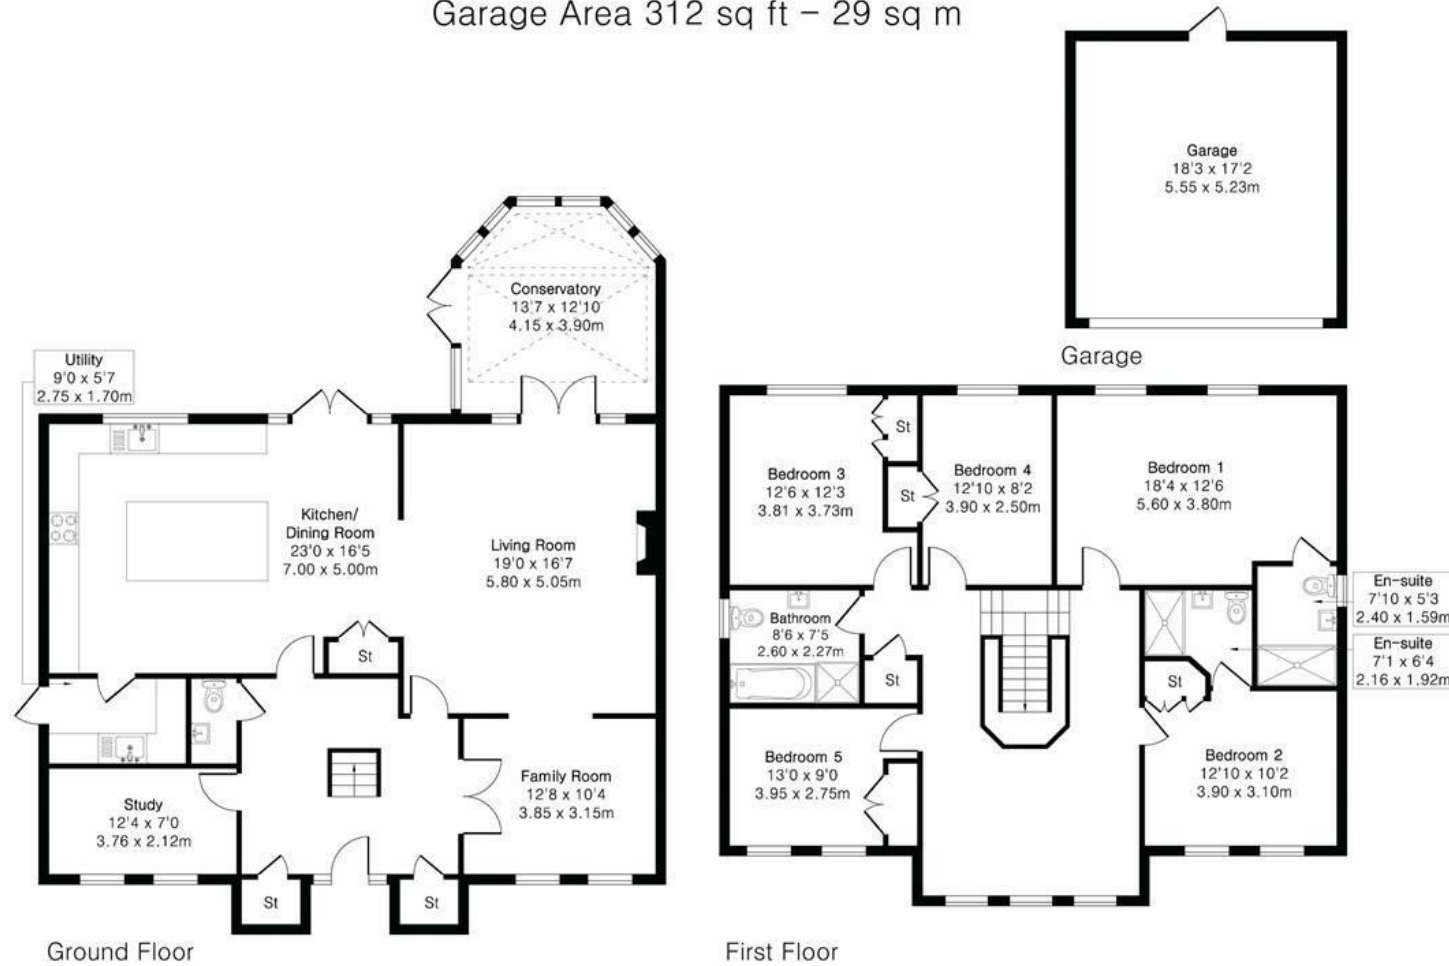 Garage Area 312 sq ft – 29 sq m
Garage
18'3 x 17'2
5.55 x 5.23m
Garage
Conservatory
13'7 x 12'10
4.15 x 3.90m
Utility
9'0 x 5'7
2.75 x 1.70m
Kitchen/
Dining Room
23'0 x 16'5
7.00 x 5.00m
Living Room
19'0 x 16'7
5.80 x 5.05m
St
Family Room
12'8 x 10'4
3.85 x 3.15m
Study
12'4 x 7'0
3.76 x 2.12m
St
St
Ground Floor
Bedroom 3
12'6 x 12'3
3.81 x 3.73m
St
St
Bedroom 4
12'10 x 8'2
3.90 x 2.50m
Bedroom 1
18'4 x 12'6
5.60 x 3.80m
En-suite
7'10 x 5'3
2.40 x 1.59m
En-suite
7'1 x 6'4
2.16 x 1.92m
Bathroom
8'6 x 7'5
2.60 x 2.27m
St
St
Bedroom 5
13'0 x 9'0
3.95 x 2.75m
Bedroom 2
12'10 x 10'2
3.90 x 3.10m
First Floor